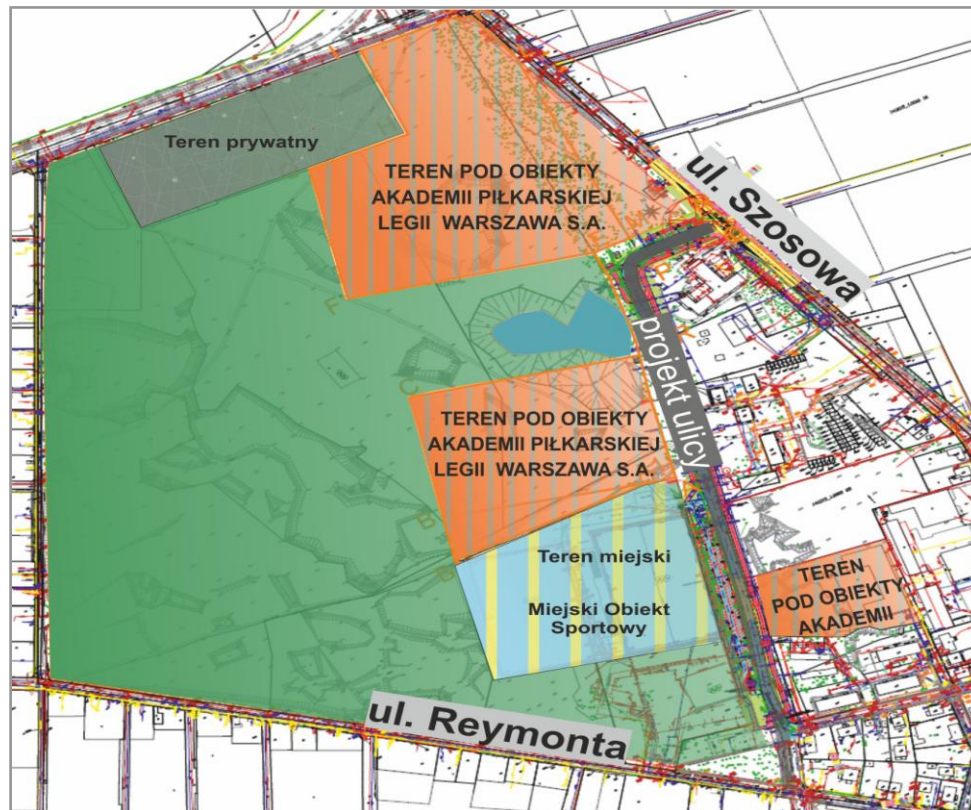 Teren prywatny
TEREN POD OBIEKTY
AKADEMII PIŁKARSKIEJ
LEGII WARSZAWA S.A.
ul. Szosowa
projekt ulicy
TEREN POD OBIEKTY
AKADEMII PIŁKARSKIEJ
LEGII WARSZAWA S.A.
Teren miejski
Miejski Obiekt
Sportowy
TEREN
POD OBIEKTY
AKADEMII
ul. Reymonta
F
C
B